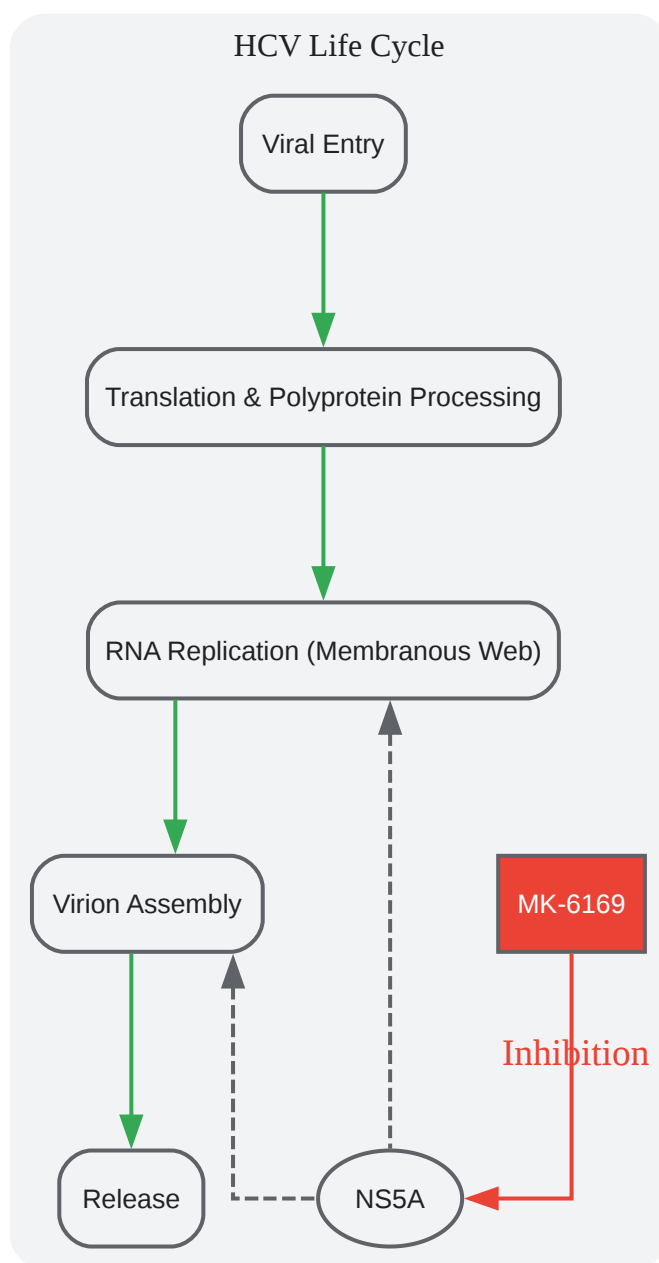 HCV Life Cycle
Viral Entry
Translation & Polyprotein Processing
RNA Replication (Membranous Web)
Virion Assembly
MK-6169
Inhibition
Release
NS5A